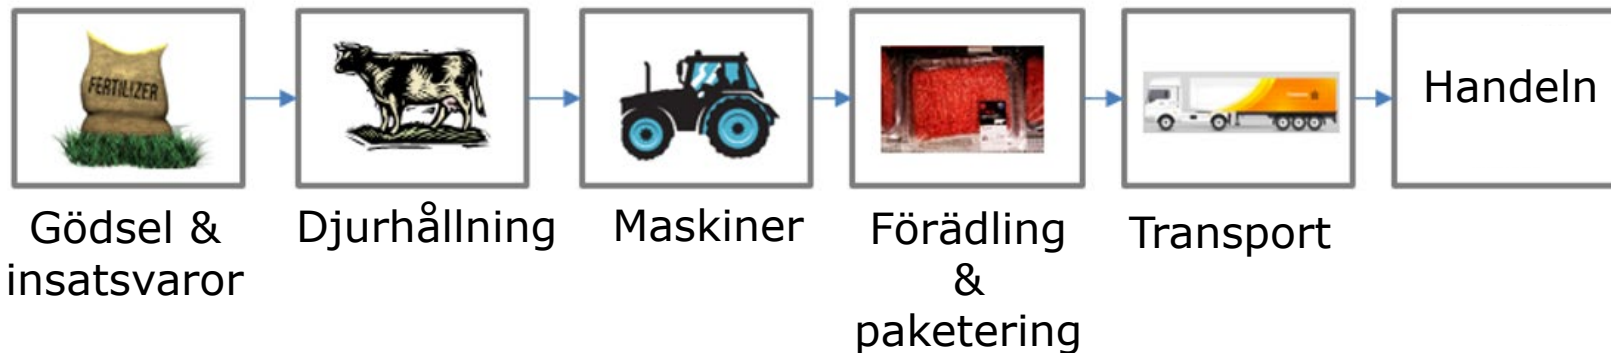 FERTILIZER
Handeln
Gödsel &
insatsvaror
Djurhållning
Maskiner
Förädling
&
paketering
Transport